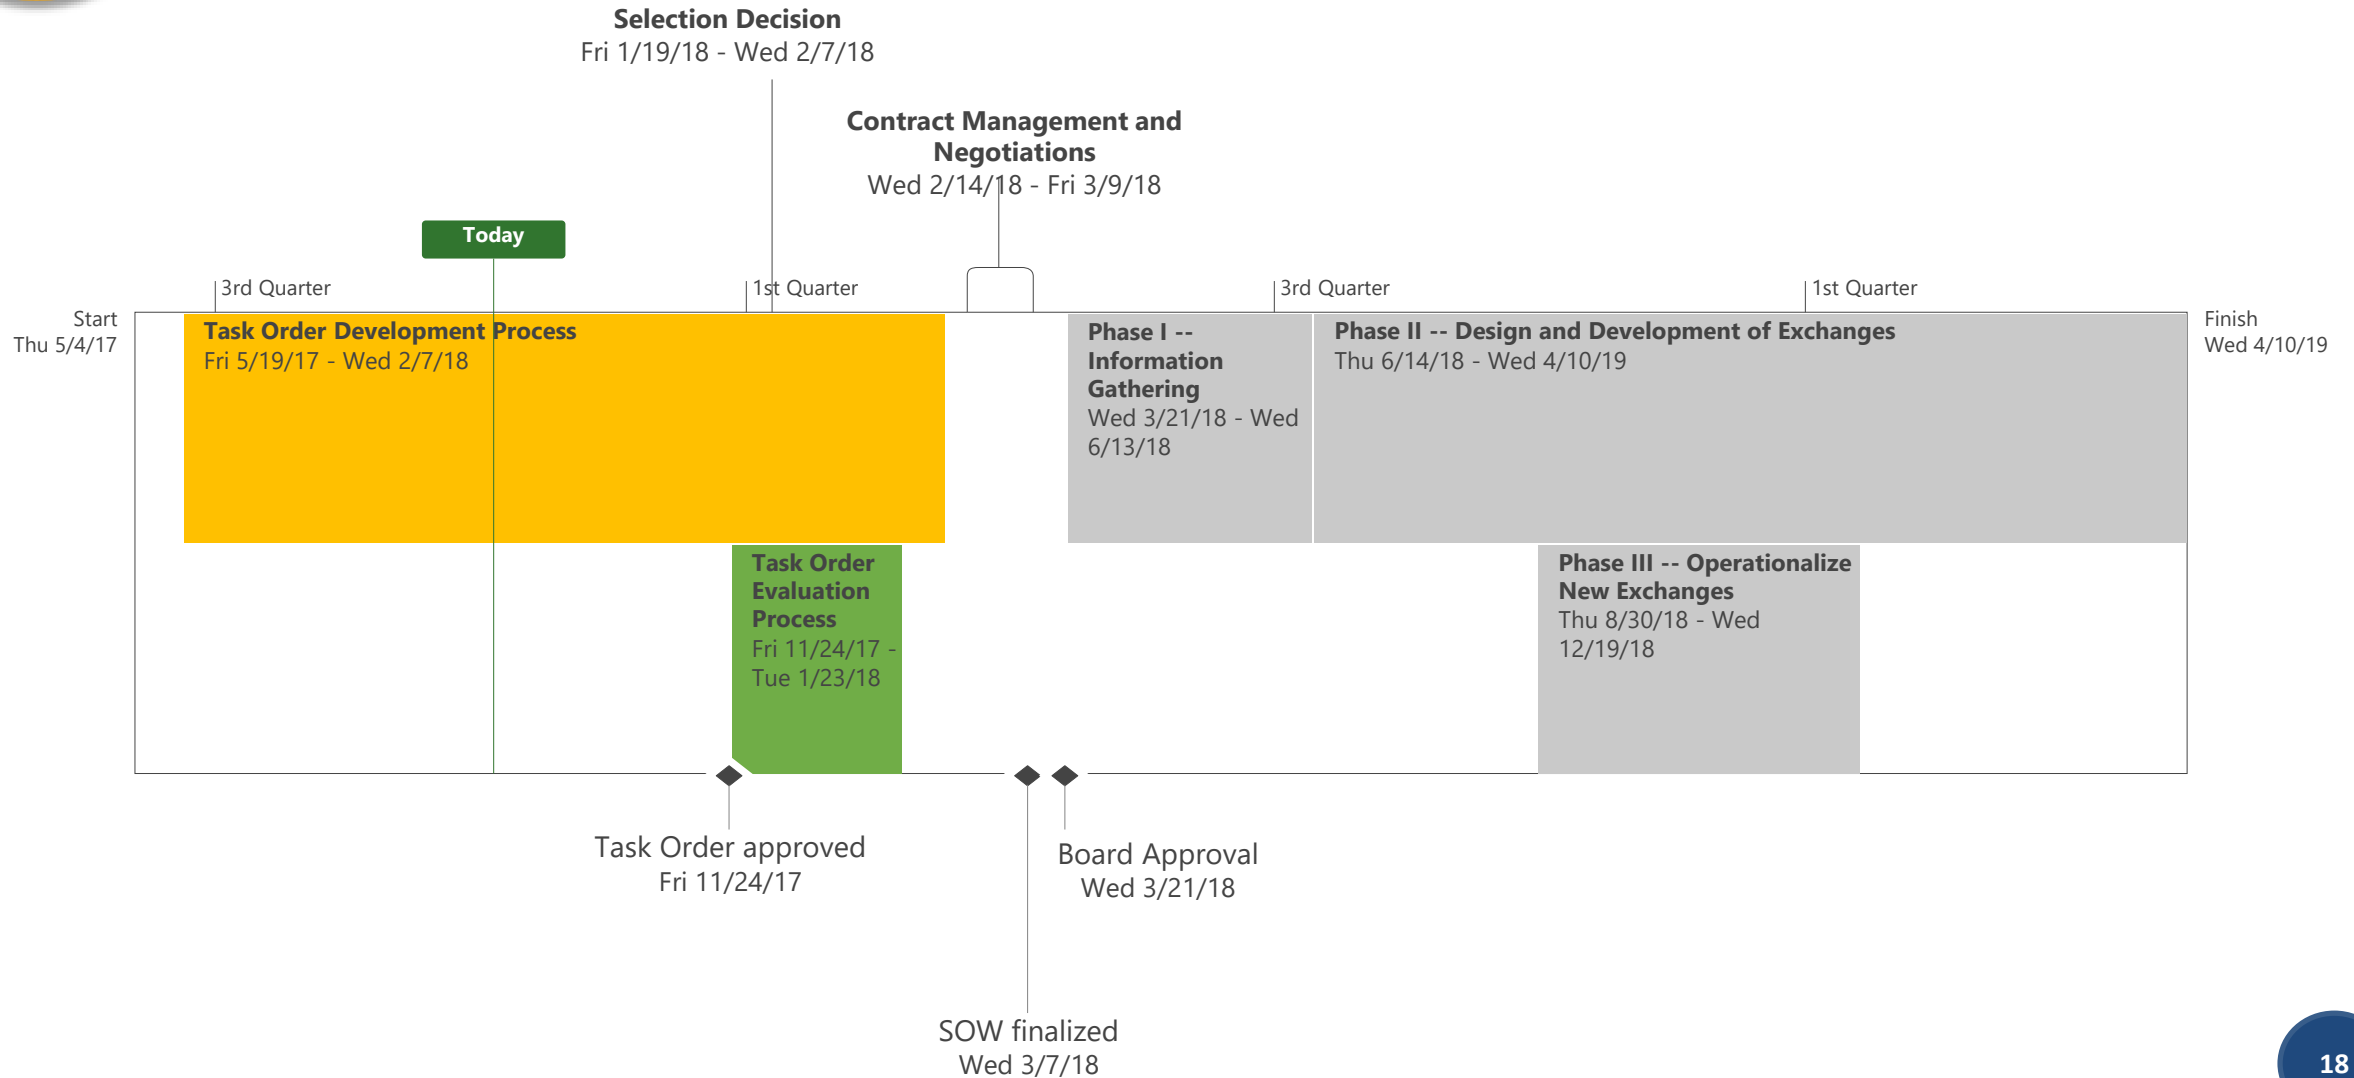 Selection Decision
Fri 1/19/18 - Wed 2/7/18
Contract Management and
Negotiations
Wed 2/14/18 - Fri 3/9/18
Today
3rd Quarter
1st Quarter
3rd Quarter
1st Quarter
Start
Thu 5/4/17
Task Order Development Process
Fri 5/19/17 - Wed 2/7/18
Phase I --
Information
Gathering
Wed 3/21/18 - Wed
6/13/18
Phase II -- Design and Development of Exchanges
Thu 6/14/18 - Wed 4/10/19
Finish
Wed 4/10/19
Task Order
Evaluation
Process
Fri 11/24/17 -
Tue 1/23/18
Phase III -- Operationalize
New Exchanges
Thu 8/30/18 - Wed
12/19/18
Task Order approved
Fri 11/24/17
Board Approval
Wed 3/21/18
SOW finalized
Wed 3/7/18
18